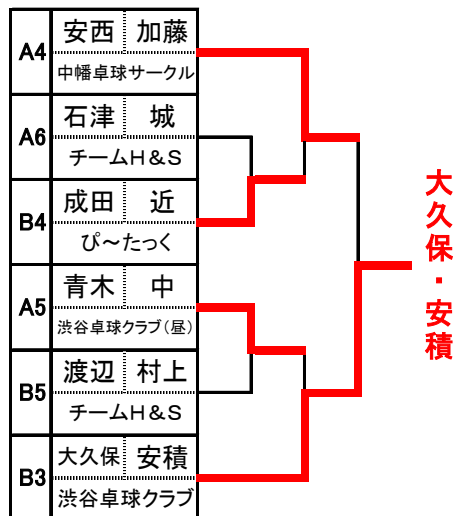 A4
安西 加藤
中幡卓球サークル
A6
石津 城
チームH&S
B4
成田 近
ぴ～たっく
A5
青木 中
渋谷卓球クラブ(昼)
B5
渡辺 村上
チームH&S
B3
大久保 安積
渋谷卓球クラブ
大久保・安積